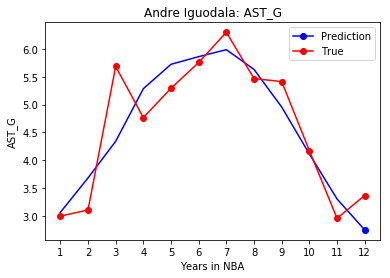 Andre Iguodala: AST_G
Prediction
True
AST_G
6.0
5.5
5.0
4.5
4.0
3.5
3.0
1 2 3 4 5 6 7 8 9 10 11 12
Years in NBA